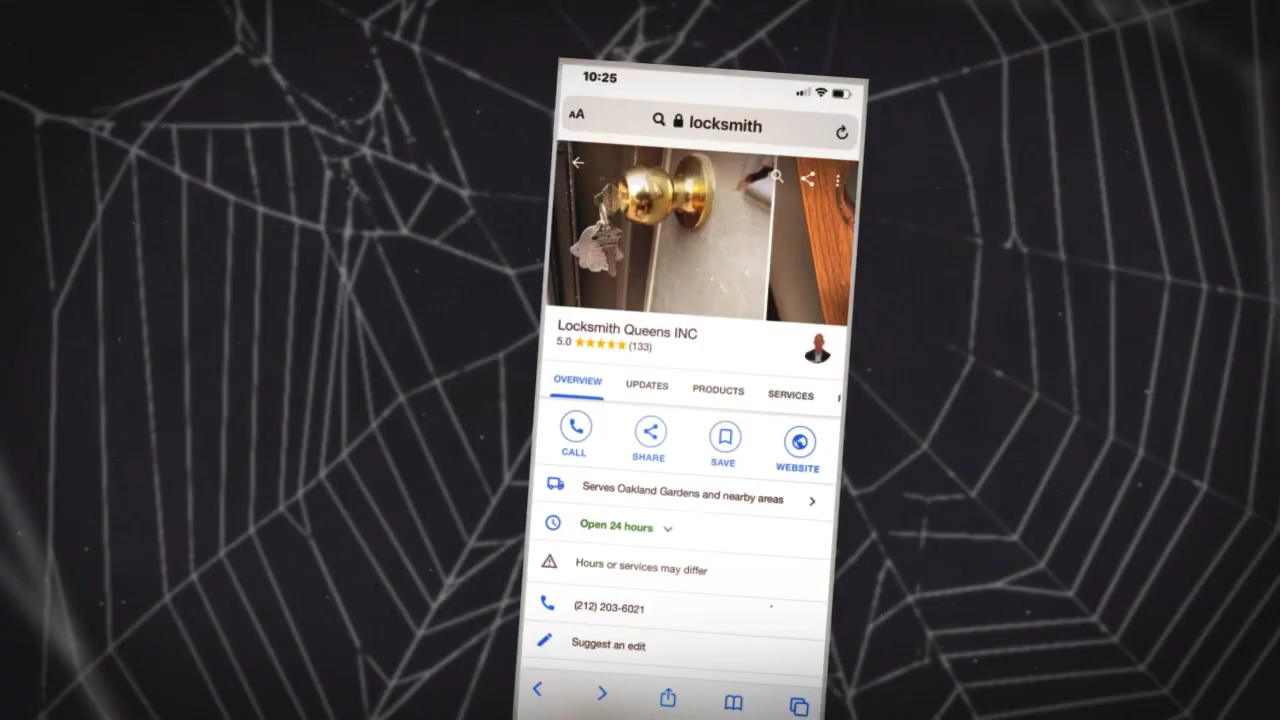 10:25
AA
locksmith
Locksmith Queens INC
5.0 ★★★★★ (133)
OVERVIEW UPDATES PRODUCTS SERVICES
CALL SHARE SAVE WEBSITE
Serves Oakland Gardens and nearby areas
Open 24 hours
Hours or services may differ
(212) 203-6021
Suggest an edit